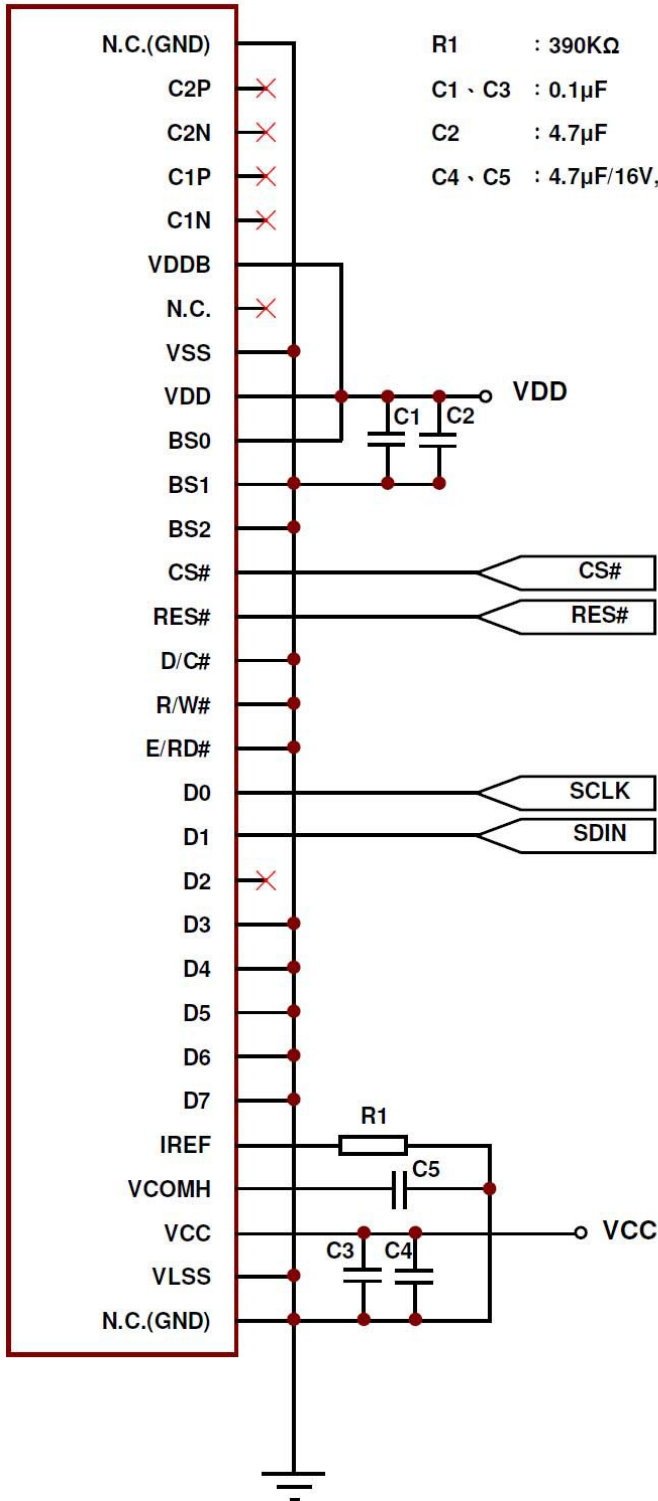 N.C.(GND)
R1 : 390KΩ
C2P
C1、C3 : 0.1µF
C2N
C2 : 4.7µF
C1P
C4、C5 : 4.7µF/16V,
C1N
VDDB
N.C.
VSS
VDD
VDD
C1
C2
BS0
BS1
BS2
CS#
CS#
RES#
RES#
D/C#
R/W#
E/RD#
D0
SCLK
D1
SDIN
D2
D3
D4
D5
D6
D7
R1
IREF
C5
VCOMH
VCC
VCC
C3
C4
VLSS
N.C.(GND)